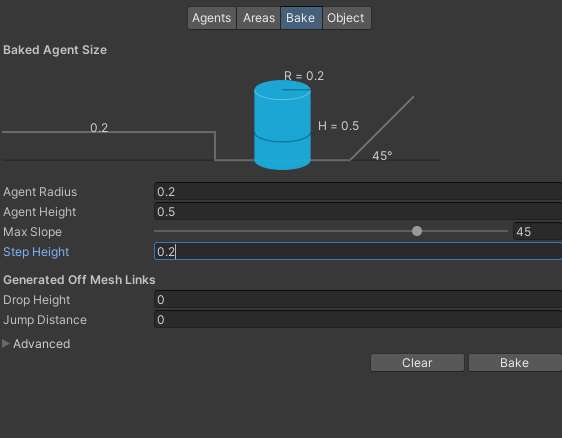 Agents Areas Bake Object
Baked Agent Size
R = 0.2
0.2
H = 0.5
45°
Agent Radius 0.2
Agent Height 0.5
Max Slope 45
Step Height 0.2
Generated Off Mesh Links
Drop Height 0
Jump Distance 0
Advanced
Clear Bake